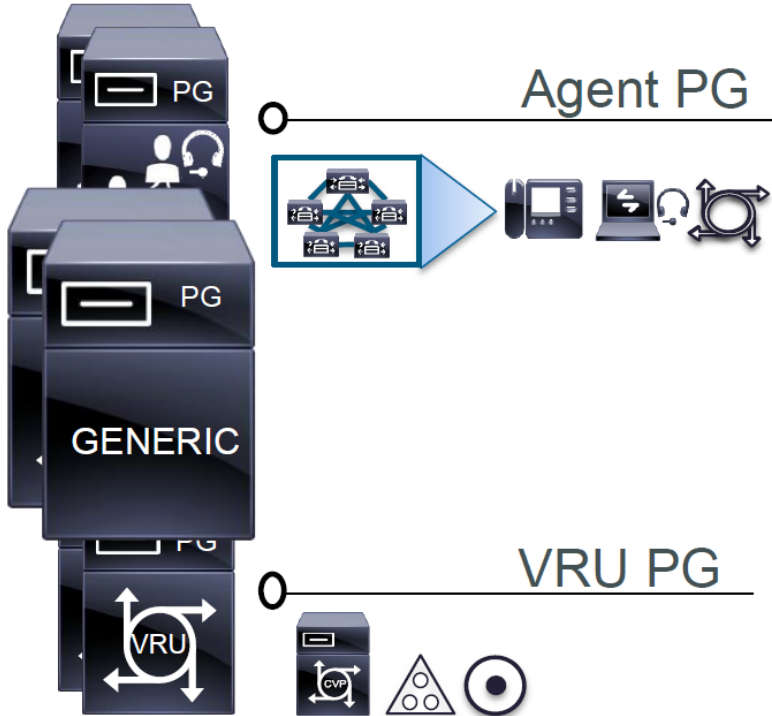 PG
Agent PG
PG
GENERIC
PG
VRU PG
VRU
CVP